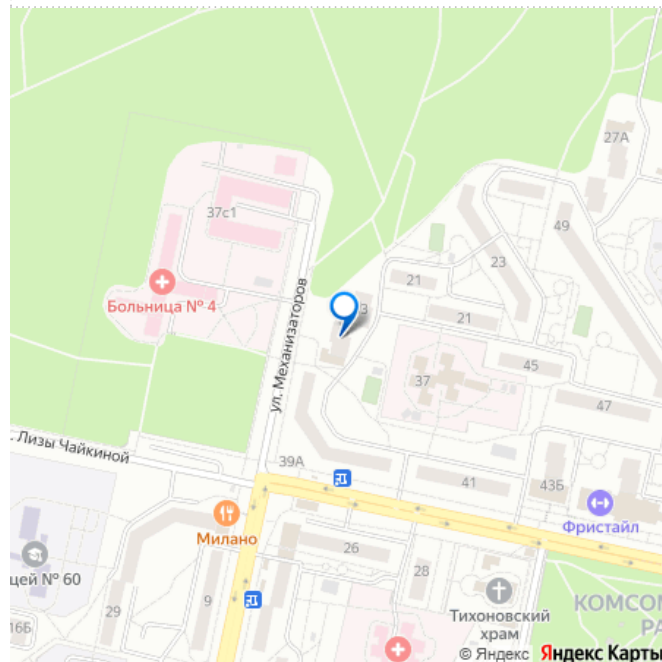 27А
37с1
49
23
Больница № 4
21
3
21
ул. Механизаторов
45
37
47
. Лизы Чайкиной
39А
41
43Б
Фристайл
Милано
26
цей № 60
28
Тихоновский
храм
КОМСОМ
РА
29
9
16Б
© Яндекс Яндекс Карты